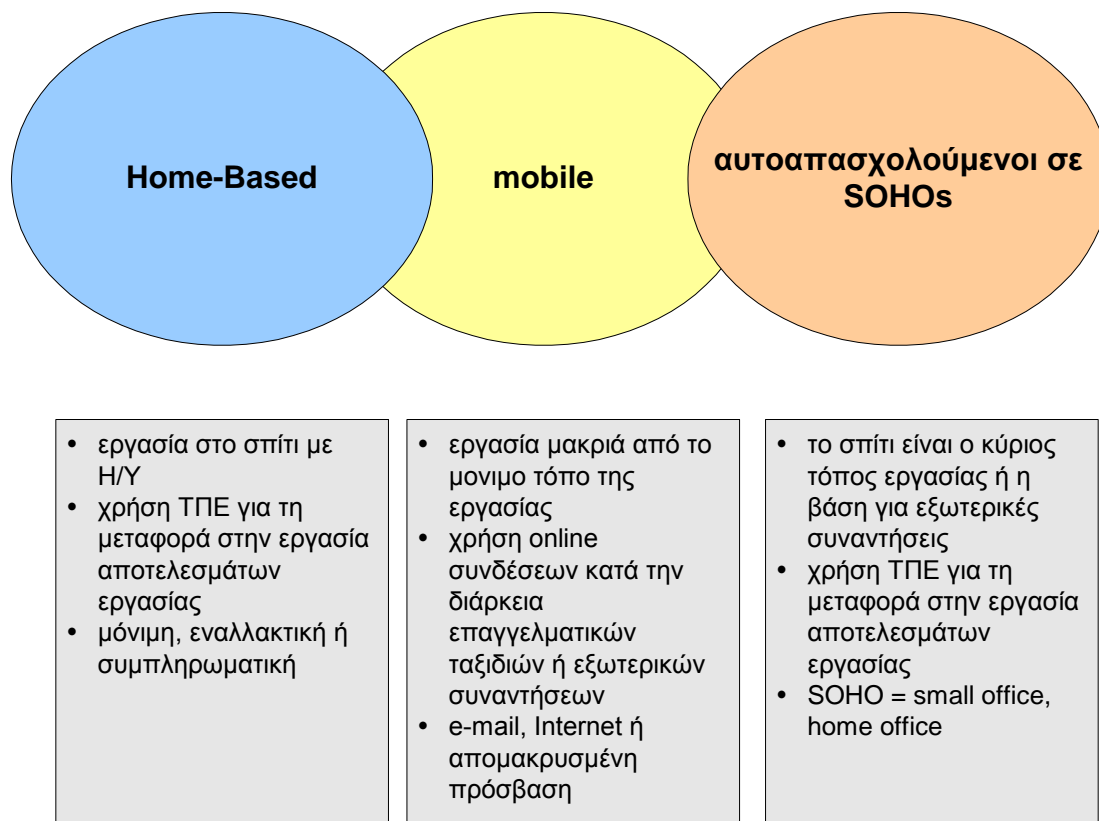 Home-Based
mobile
αυτοαπασχολούμενοι σε
SOHOs
• εργασία στο σπίτι με
Η/Υ
• χρήση ΤΠΕ για τη
μεταφορά στην εργασία
αποτελεσμάτων
εργασίας
• μόνιμη, εναλλακτική ή
συμπληρωματική
• εργασία μακριά από το
μονιμο τόπο της
εργασίας
• χρήση online
συνδέσεων κατά την
διάρκεια
επαγγελματικών
ταξιδιών ή εξωτερικών
συναντήσεων
• e-mail, Internet ή
απομακρυσμένη
πρόσβαση
• το σπίτι είναι ο κύριος
τόπος εργασίας ή η
βάση για εξωτερικές
συναντήσεις
• χρήση ΤΠΕ για τη
μεταφορά στην εργασία
αποτελεσμάτων
εργασίας
• SOHO = small office,
home office